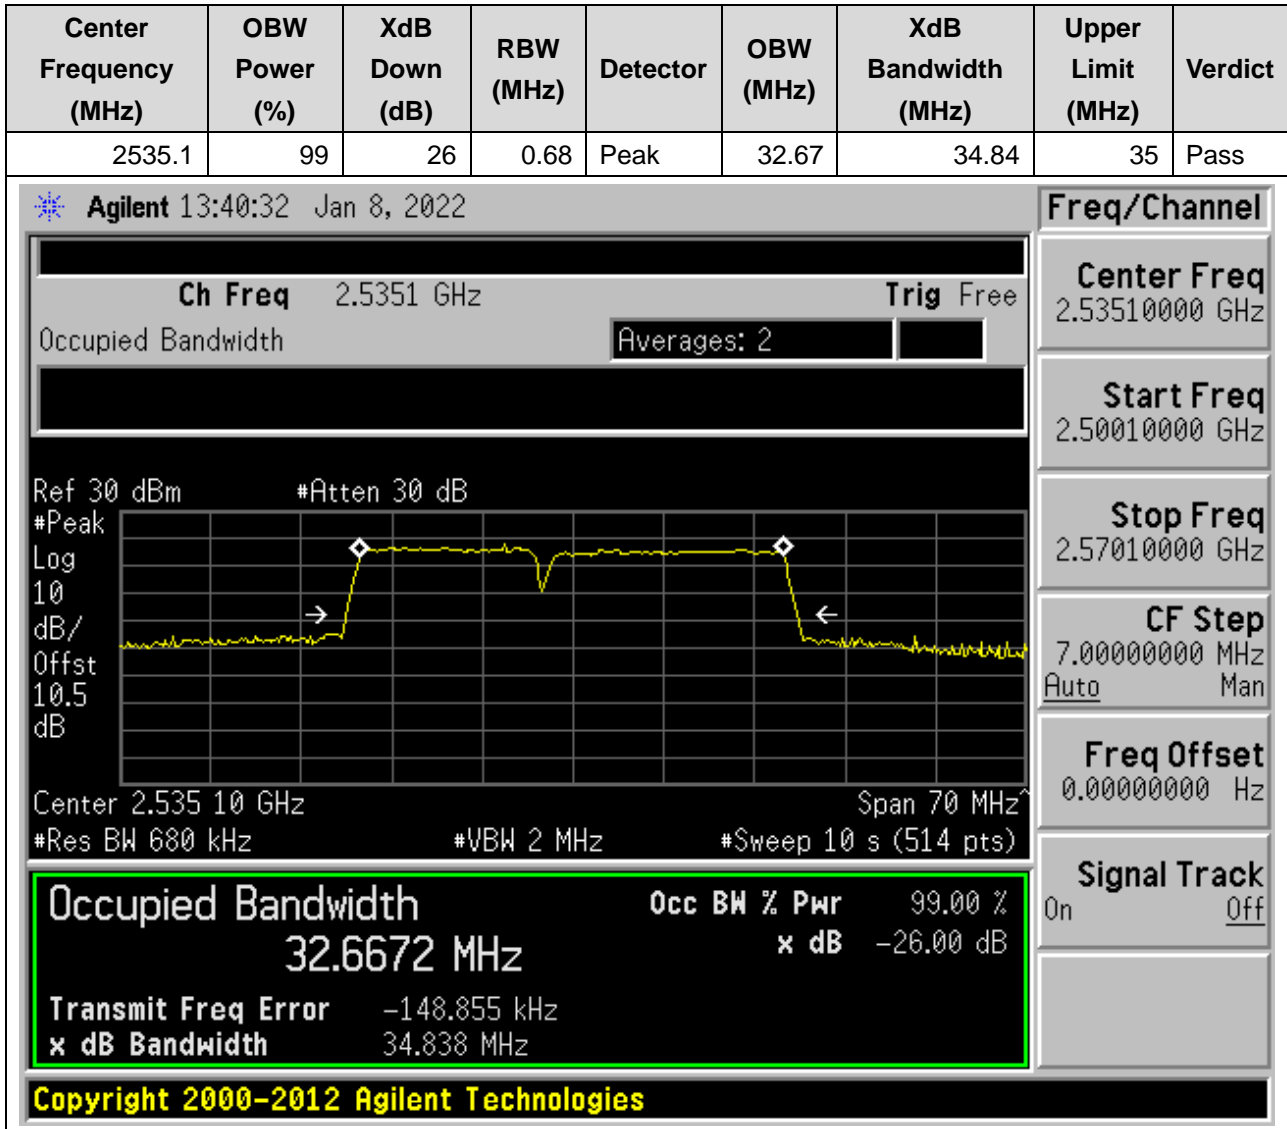 Center Frequency (MHz) OBW Power (%) XdB Down (dB) RBW (MHz) Detector OBW (MHz) XdB Bandwidth (MHz) Upper Limit (MHz) Verdict
2535.1 99 26 0.68 Peak 32.67 34.84 35 Pass
Agilent 13:40:32 Jan 8, 2022
Ch Freq 2.5351 GHz Trig Free
Occupied Bandwidth Averages: 2
Ref 30 dBm #Atten 30 dB
#Peak
Log
10
dB/
Offst
10.5
dB
Center 2.535 10 GHz Span 70 MHz^
#Res BW 680 kHz #VBW 2 MHz #Sweep 10 s (514 pts)
Occupied Bandwidth Occ BW % Pwr 99.00 %
32.6672 MHz x dB -26.00 dB
Transmit Freq Error -148.855 kHz
x dB Bandwidth 34.838 MHz
Copyright 2000-2012 Agilent Technologies
Freq/Channel
Center Freq
2.53510000 GHz
Start Freq
2.50010000 GHz
Stop Freq
2.57010000 GHz
CF Step
7.00000000 MHz
Auto Man
Freq Offset
0.00000000 Hz
Signal Track
On Off